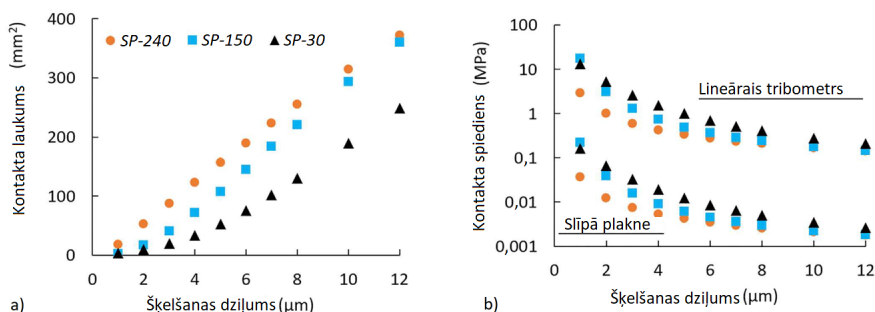 400
300
200
100
0
Kontakta laukums (mm²)
SP-240 SP-150 SP-30
0 2 4 6 8 10 12
Šķelšanas dziļums (µm)
a)
100
10
1
0,1
0,01
0,001
Kontakta spiediens (MPa)
Lineārais tribometrs
Slīpā plakne
0 2 4 6 8 10 12
Šķelšanas dziļums (µm)
b)